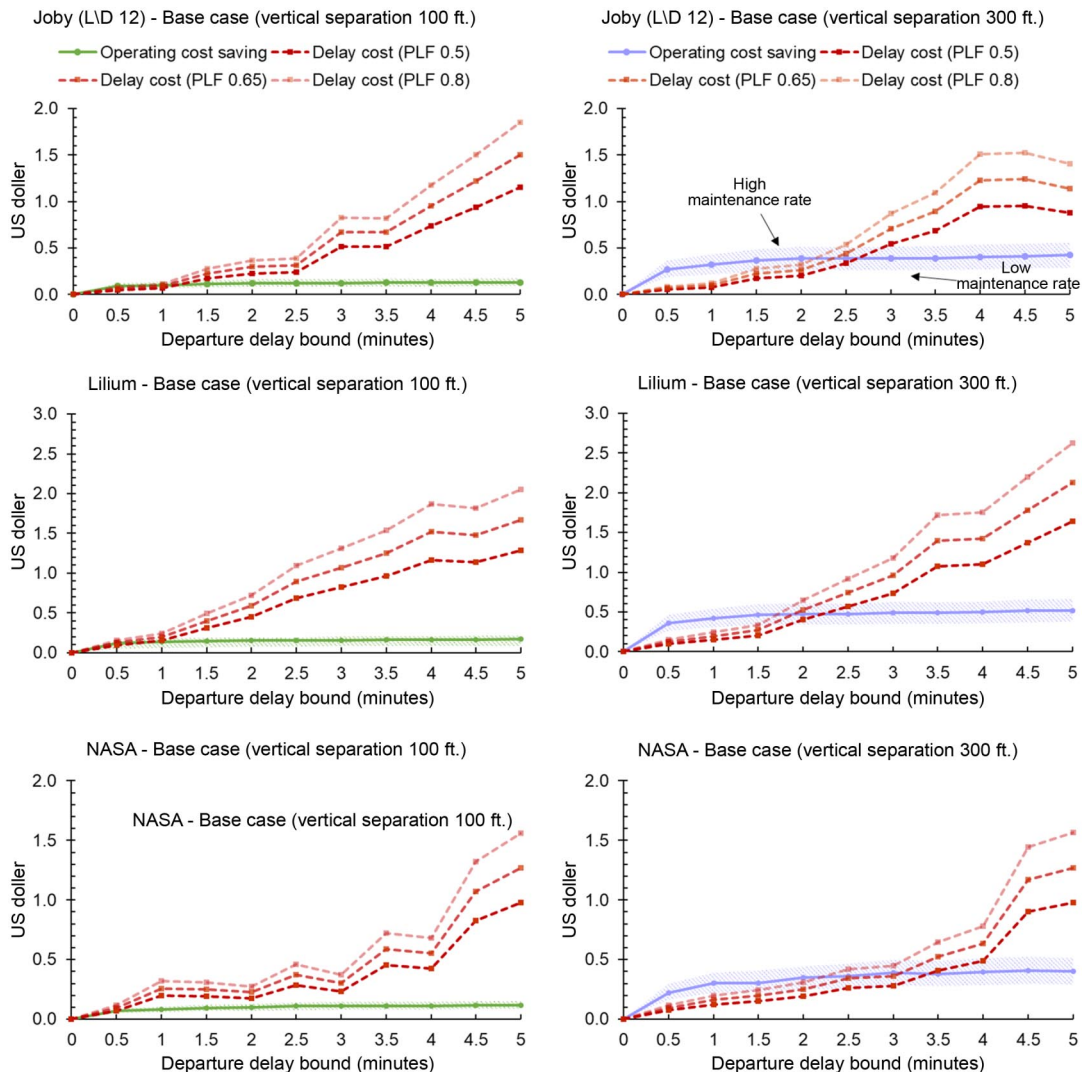 Joby (L\D 12) - Base case (vertical separation 100 ft.)
Operating cost saving Delay cost (PLF 0.5)
Delay cost (PLF 0.65) Delay cost (PLF 0.8)
2.0
1.5
1.0
0.5
0.0
US doller
0 0.5 1 1.5 2 2.5 3 3.5 4 4.5 5
Departure delay bound (minutes)
Joby (L\D 12) - Base case (vertical separation 300 ft.)
Operating cost saving Delay cost (PLF 0.5)
Delay cost (PLF 0.65) Delay cost (PLF 0.8)
2.0
1.5
1.0
0.5
0.0
US doller
High
maintenance rate
Low
maintenance rate
0 0.5 1 1.5 2 2.5 3 3.5 4 4.5 5
Departure delay bound (minutes)
Lilium - Base case (vertical separation 100 ft.)
3.0
2.5
2.0
1.5
1.0
0.5
0.0
US doller
0 0.5 1 1.5 2 2.5 3 3.5 4 4.5 5
Departure delay bound (minutes)
Lilium - Base case (vertical separation 300 ft.)
3.0
2.5
2.0
1.5
1.0
0.5
0.0
US doller
0 0.5 1 1.5 2 2.5 3 3.5 4 4.5 5
Departure delay bound (minutes)
NASA - Base case (vertical separation 100 ft.)
2.0
1.5
1.0
0.5
0.0
US doller
NASA - Base case (vertical separation 100 ft.)
0 0.5 1 1.5 2 2.5 3 3.5 4 4.5 5
Departure delay bound (minutes)
NASA - Base case (vertical separation 300 ft.)
2.0
1.5
1.0
0.5
0.0
US doller
0 0.5 1 1.5 2 2.5 3 3.5 4 4.5 5
Departure delay bound (minutes)